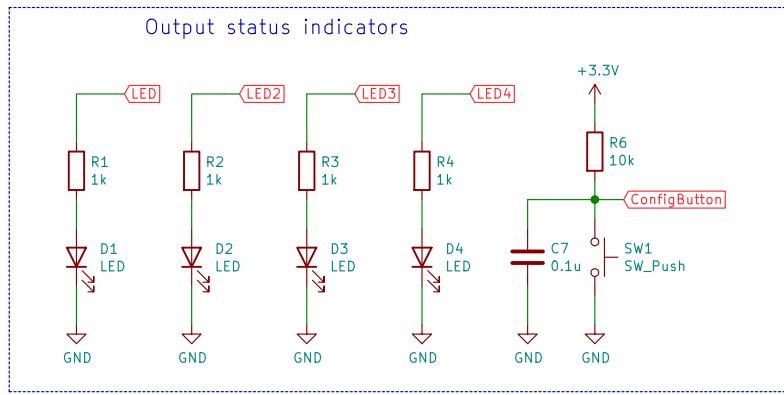 Output status indicators
+3.3V
LED
LED2
LED3
LED4
R1
1k
R2
1k
R3
1k
R4
1k
R6
10k
ConfigButton
D1
LED
D2
LED
D3
LED
D4
LED
C7
0.1u
SW1
SW_Push
GND
GND
GND
GND
GND
GND